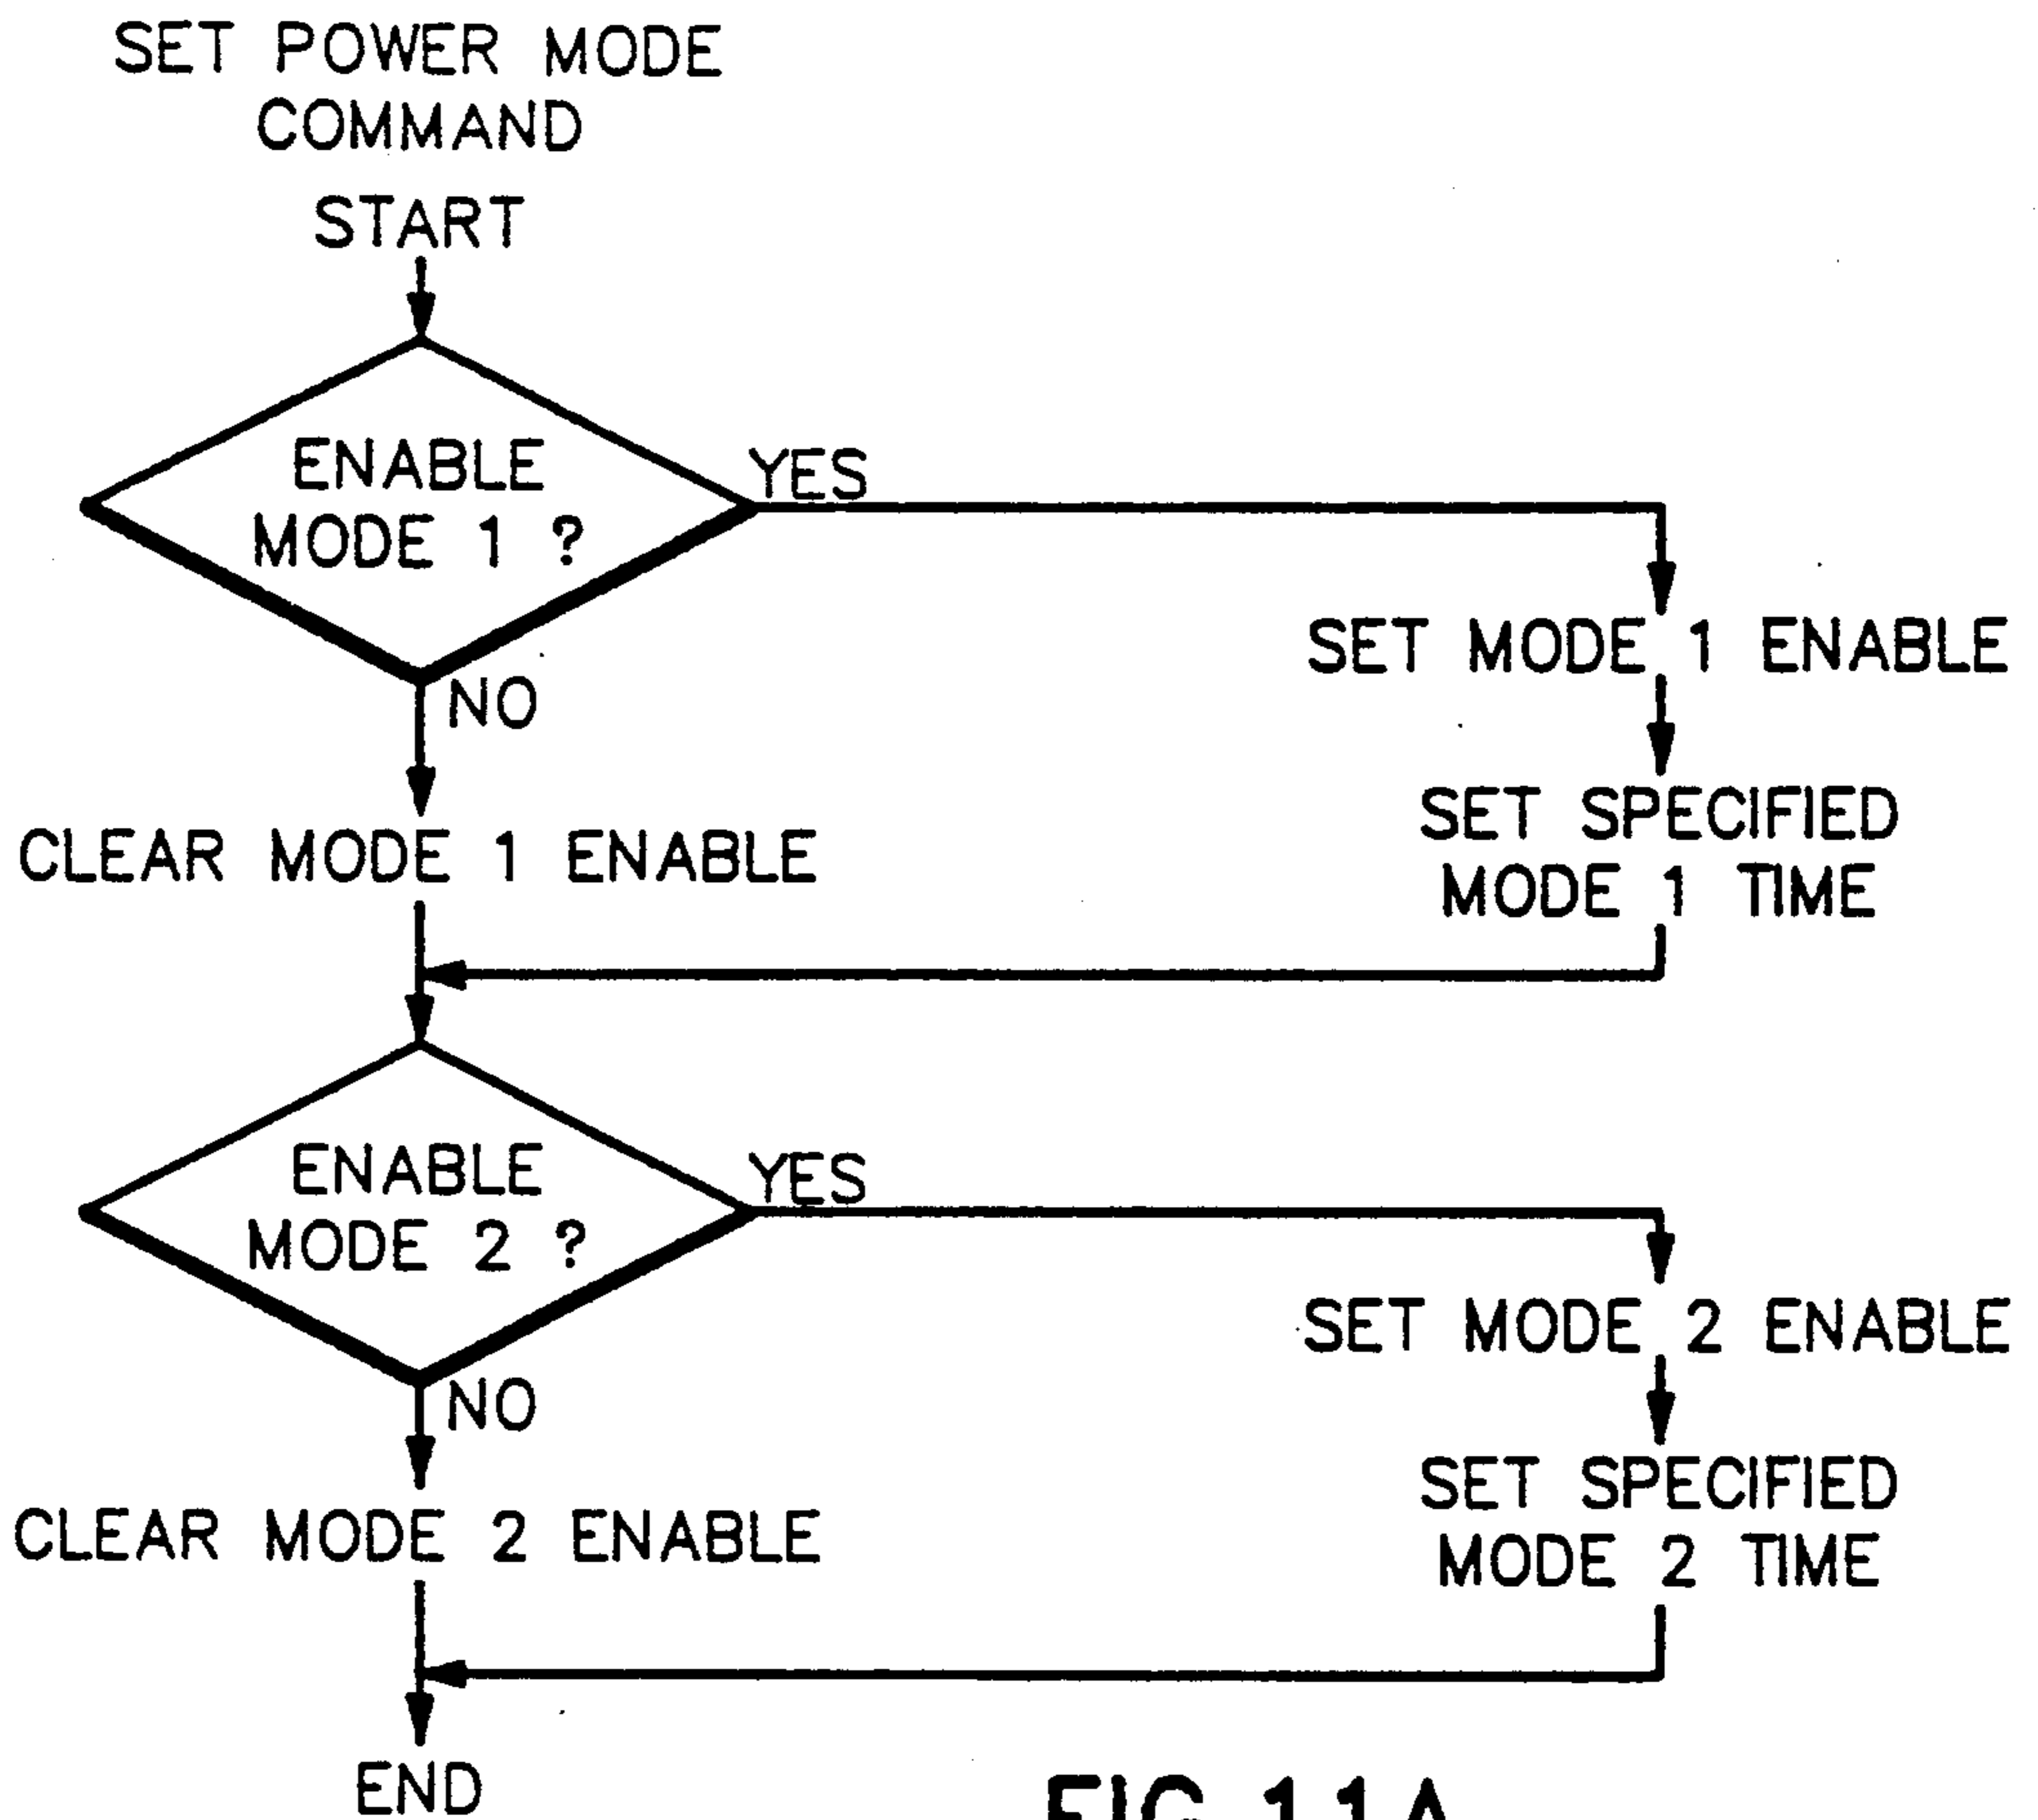 SET POWER MODE
COMMAND
START
ENABLE
MODE 1 ?
YES
NO
SET MODE 1 ENABLE
SET SPECIFIED
MODE 1 TIME
CLEAR MODE 1 ENABLE
ENABLE
MODE 2 ?
YES
NO
SET MODE 2 ENABLE
SET SPECIFIED
MODE 2 TIME
CLEAR MODE 2 ENABLE
END
FIG 11A